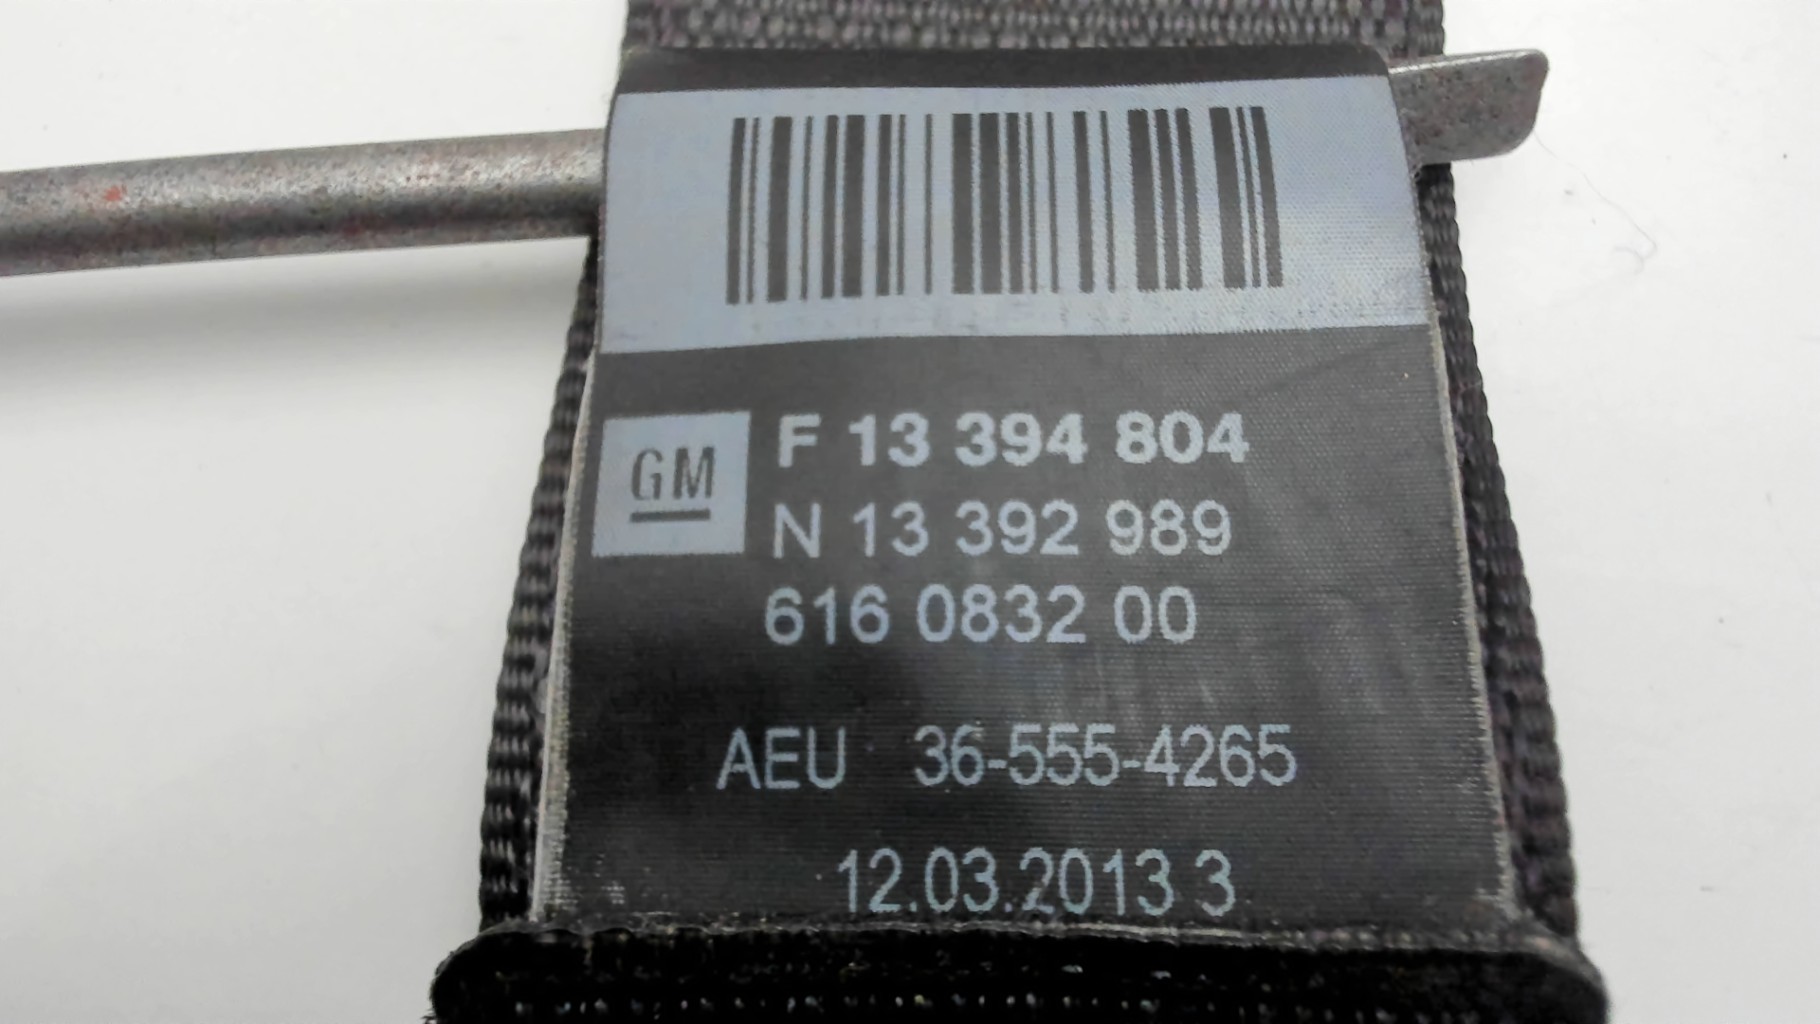 GM
F 13 394 804
N 13 392 989
616 0832 00
AEU 36-555-4265
12.03.2013 3